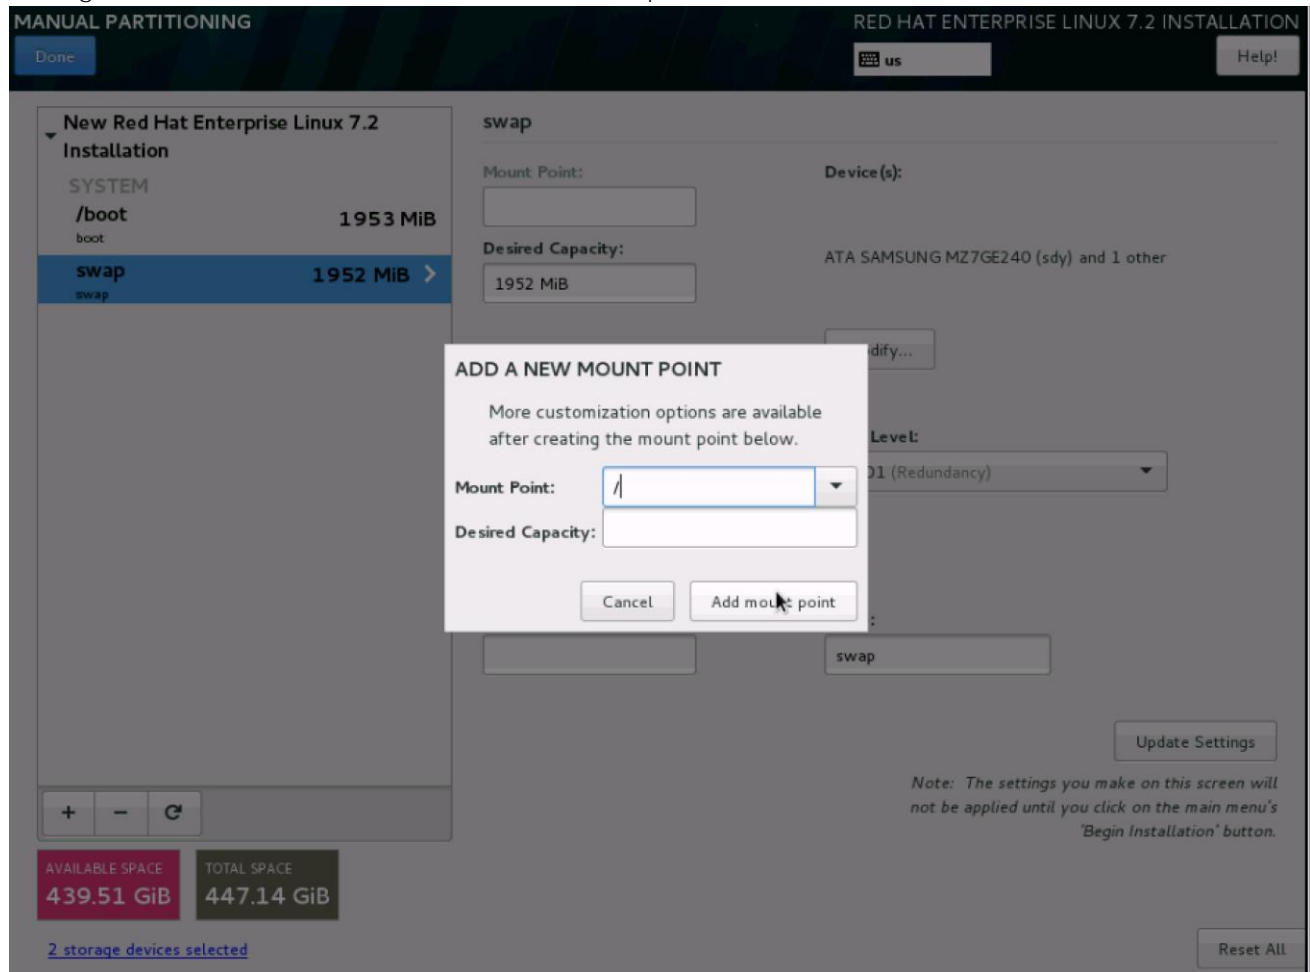 MANUAL PARTITIONING
RED HAT ENTERPRISE LINUX 7.2 INSTALLATION
Done
us
Help!
New Red Hat Enterprise Linux 7.2
Installation
SYSTEM
/boot
1953 MiB
boot
swap
1952 MiB
swap
swap
Mount Point:
Device(s):
Desired Capacity:
ATA SAMSUNG MZ7GE240 (sdy) and 1 other
1952 MiB
dify...
ADD A NEW MOUNT POINT
More customization options are available
after creating the mount point below.
Level:
(Redundancy)
Mount Point:
/
Desired Capacity:
Cancel
Add mount point
:
swap
Update Settings
Note: The settings you make on this screen will
not be applied until you click on the main menu's
'Begin Installation' button.
+ -
AVAILABLE SPACE
439.51 GiB
TOTAL SPACE
447.14 GiB
2 storage devices selected
Reset All